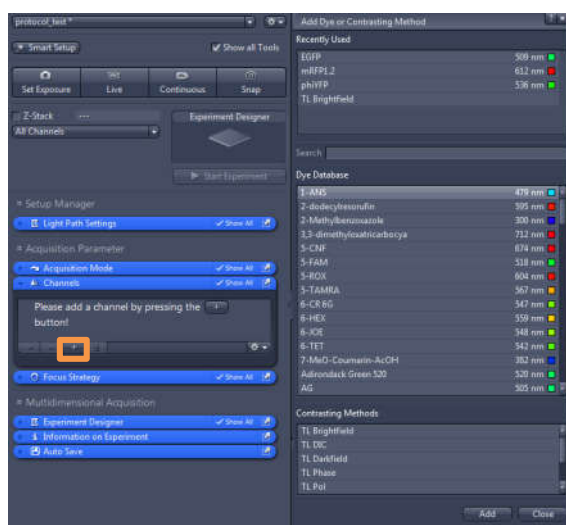 protocol_test *
Smart Setup
Show all Tools
Set Exposure
Live
Continuous
Snap
Z-Stack ---
All Channels
Experiment Designer
Start Experiment
Setup Manager
Light Path Settings
Show All
Acquisition Parameter
Acquisition Mode
Show All
Channels
Show All
Please add a channel by pressing the +
button!
+
Focus Strategy
Show All
Multidimensional Acquisition
Experiment Designer
Show All
Information on Experiment
Auto Save
Add Dye or Contrasting Method
Recently Used
EGFP 509 nm
mRFP1.2 612 nm
phiYFP 536 nm
TL Brightfield
Search
Dye Database
1-ANS 479 nm
2-dodecylresorufin 595 nm
2-Methylbenzoxazole 300 nm
3,3-dimethyloxatricarbocya 712 nm
5-CNF 674 nm
5-FAM 518 nm
5-ROX 604 nm
5-TAMRA 567 nm
6-CR 6G 547 nm
6-HEX 559 nm
6-JOE 548 nm
6-TET 542 nm
7-MeO-Coumarin-AcOH 382 nm
Adirondack Green 520 520 nm
AG 505 nm
Contrasting Methods
TL Brightfield
TL DIC
TL Darkfield
TL Phase
TL Pol
Add
Close